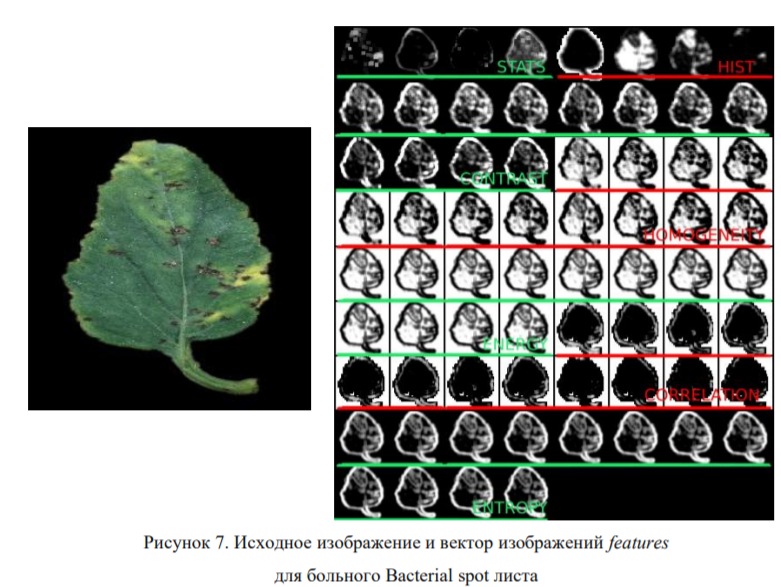 STATS
HIST
CONTRAST
HOMOGENEITY
ENERGY
CORRELATION
ENTROPY
Рисунок 7. Исходное изображение и вектор изображений features
для больного Bacterial spot листа